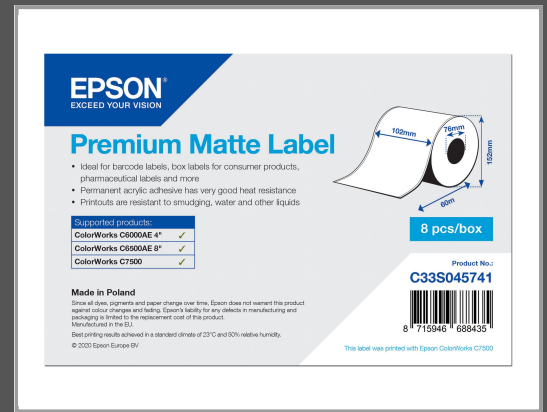 EPSON®
EXCEED YOUR VISION
Premium Matte Label
• Ideal for barcode labels, box labels for consumer products,
pharmaceutical labels and more
• Permanent acrylic adhesive has very good heat resistance
• Printouts are resistant to smudging, water and other liquids
102mm
76mm
152mm
60m
8 pcs/box
Supported products:
ColorWorks C6000AE 4" ✓
ColorWorks C6500AE 8" ✓
ColorWorks C7500 ✓
Product No.:
C33S045741
8 715946 688435
Made in Poland
Since all dyes, pigments and paper change over time, Epson does not warrant this product
against colour changes and fading. Epson's liability for any defects in manufacturing and
packaging is limited to the replacement cost of this product.
Manufactured in the EU.
Best printing results achieved in a standard climate of 23°C and 50% relative humidity.
© 2020 Epson Europe BV
This label was printed with Epson ColorWorks C7500